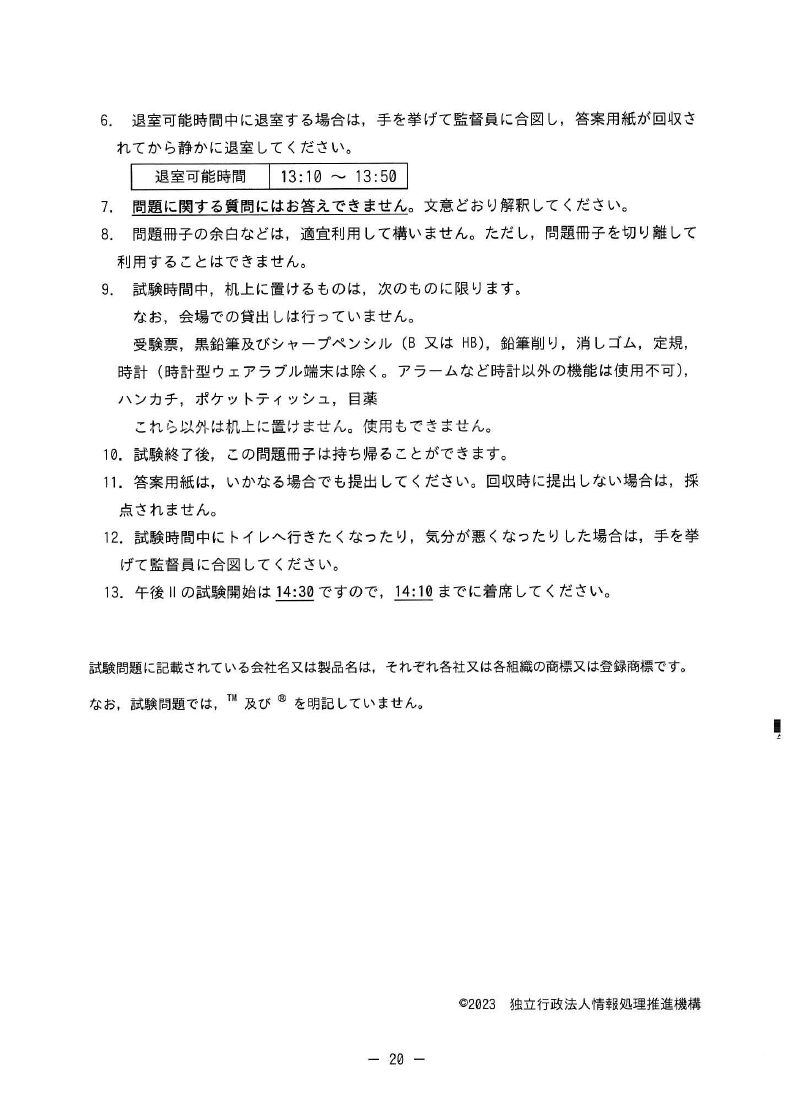 6. 退室可能時間中に退室する場合は，手を挙げて監督員に合図し，答案用紙が回収さ
れてから静かに退室してください。
退室可能時間 13:10 ～ 13:50
7. 問題に関する質問にはお答えできません。文意どおり解釈してください。
8. 問題冊子の余白などは，適宜利用して構いません。ただし，問題冊子を切り離して
利用することはできません。
9. 試験時間中，机上に置けるものは，次のものに限ります。
なお，会場での貸出しは行っていません。
受験票，黒鉛筆及びシャープペンシル（B 又は HB），鉛筆削り，消しゴム，定規，
時計（時計型ウェアラブル端末は除く。アラームなど時計以外の機能は使用不可），
ハンカチ，ポケットティッシュ，目薬
これら以外は机上に置けません。使用もできません。
10. 試験終了後，この問題冊子は持ち帰ることができます。
11. 答案用紙は，いかなる場合でも提出してください。回収時に提出しない場合は，採
点されません。
12. 試験時間中にトイレへ行きたくなったり，気分が悪くなったりした場合は，手を挙
げて監督員に合図してください。
13. 午後Ⅱの試験開始は 14:30 ですので，14:10 までに着席してください。
試験問題に記載されている会社名又は製品名は，それぞれ各社又は各組織の商標又は登録商標です。
なお，試験問題では，™ 及び ® を明記していません。
©2023 独立行政法人情報処理推進機構
－ 20 －